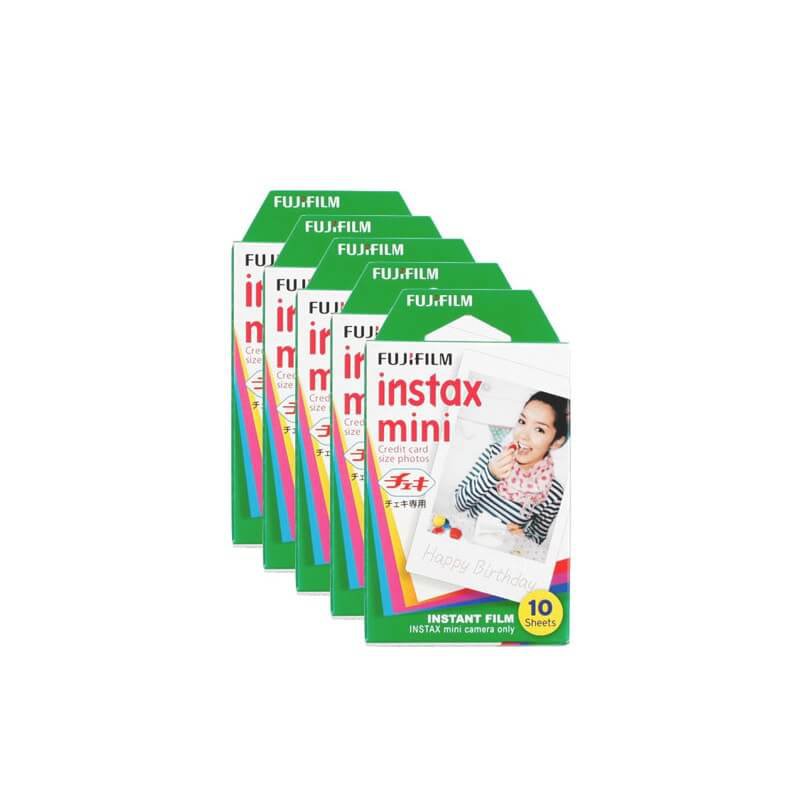 FUJIFILM
FUJIFILM
FUJIFILM
FUJIFILM
FUJIFILM
FUJIFILM
instax
mini
Credit card
size photos
チェキ
チェキ専用
Happy Birthday
10
Sheets
INSTANT FILM
INSTAX mini camera only